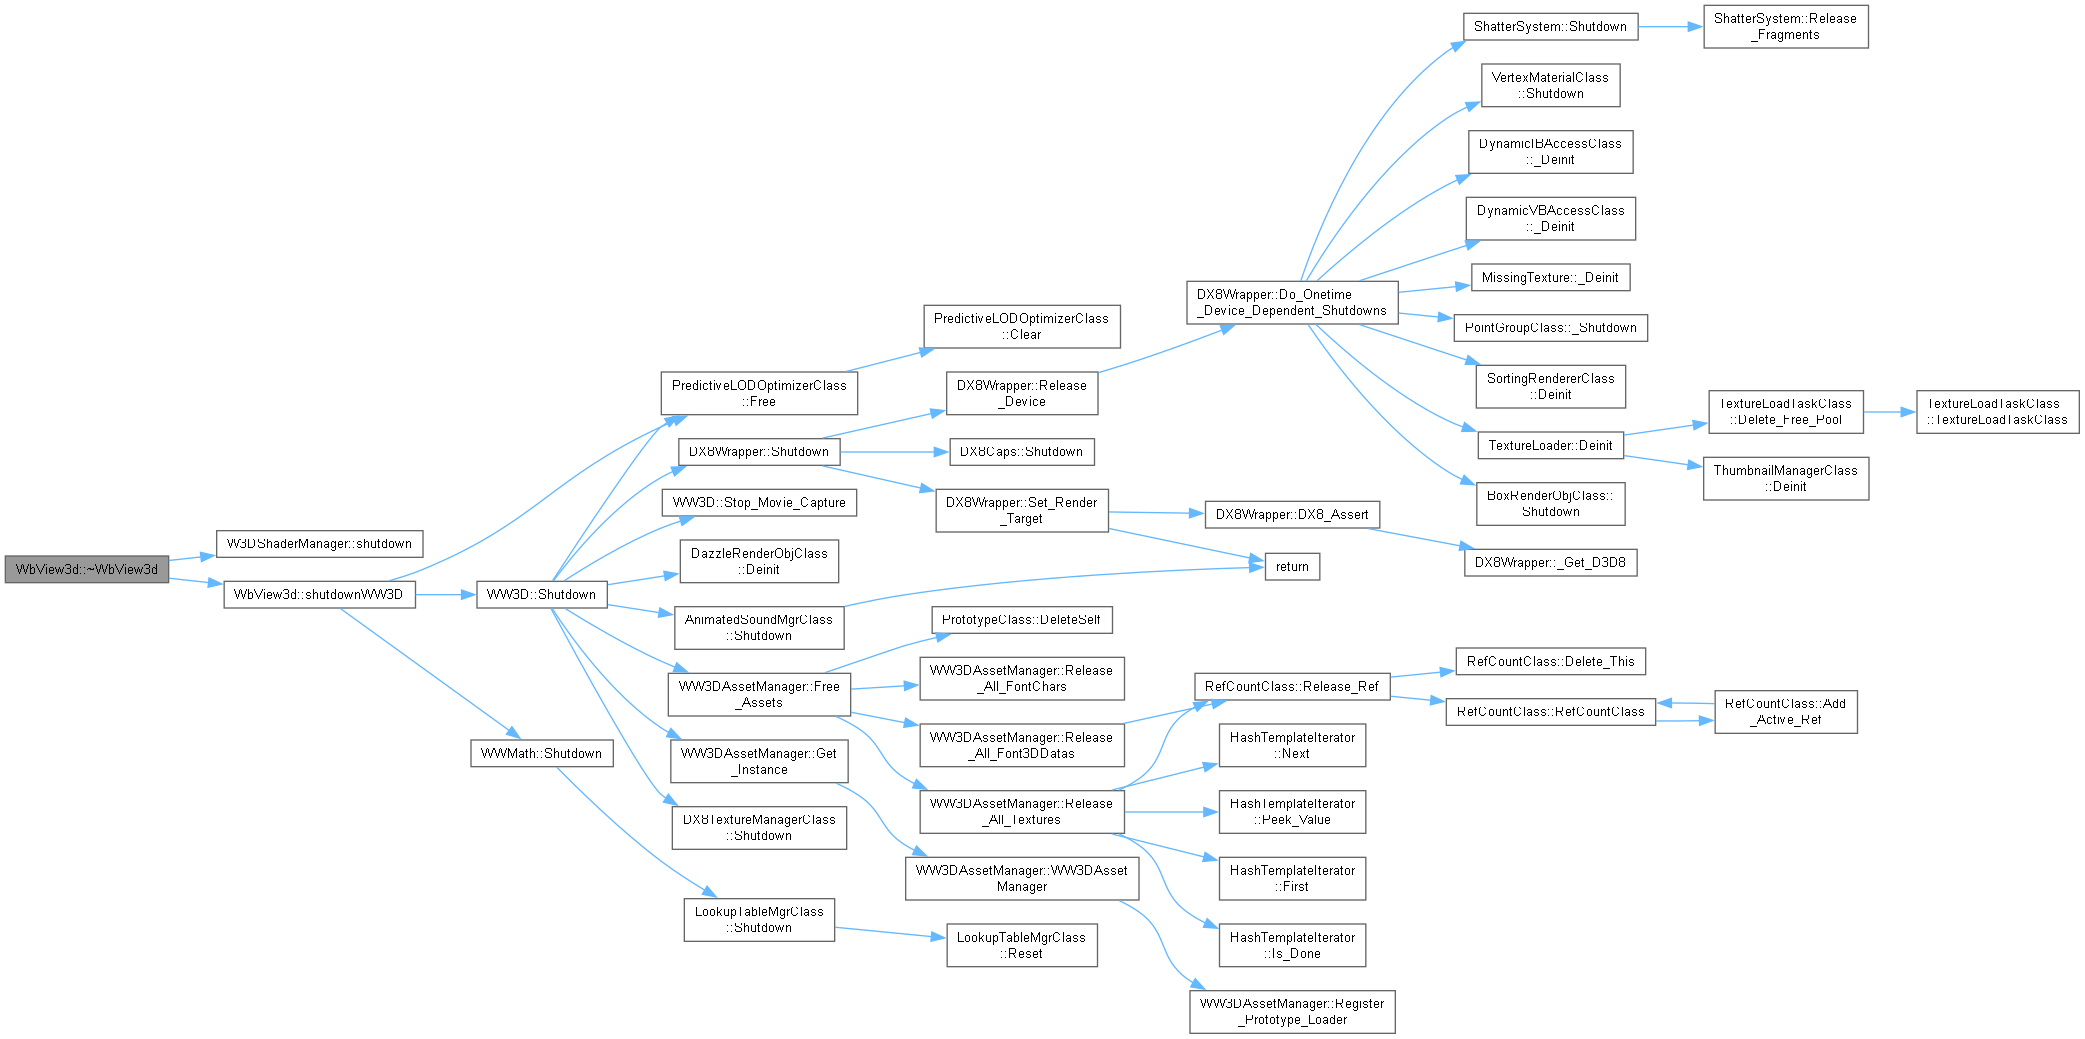 WbView3d::~WbView3d
W3DShaderManager::shutdown
WbView3d::shutdownWW3D
WW3D::Shutdown
WWMath::Shutdown
PredictiveLODOptimizerClass
::Free
DX8Wrapper::Shutdown
WW3D::Stop_Movie_Capture
DazzleRenderObjClass
::Deinit
AnimatedSoundMgrClass
::Shutdown
WW3DAssetManager::Free
_Assets
WW3DAssetManager::Get
_Instance
DX8TextureManagerClass
::Shutdown
LookupTableMgrClass
::Shutdown
PredictiveLODOptimizerClass
::Clear
DX8Wrapper::Release
_Device
DX8Caps::Shutdown
DX8Wrapper::Set_Render
_Target
PrototypeClass::DeleteSelf
WW3DAssetManager::Release
_All_FontChars
WW3DAssetManager::Release
_All_Font3DDatas
WW3DAssetManager::Release
_All_Textures
WW3DAssetManager::WW3DAsset
Manager
LookupTableMgrClass
::Reset
DX8Wrapper::Do_Onetime
_Device_Dependent_Shutdowns
DX8Wrapper::DX8_Assert
return
RefCountClass::Release_Ref
HashTemplateIterator
::Next
HashTemplateIterator
::Peek_Value
HashTemplateIterator
::First
HashTemplateIterator
::Is_Done
WW3DAssetManager::Register
_Prototype_Loader
ShatterSystem::Shutdown
VertexMaterialClass
::Shutdown
DynamicIBAccessClass
::_Deinit
DynamicVBAccessClass
::_Deinit
MissingTexture::_Deinit
PointGroupClass::_Shutdown
SortingRendererClass
::Deinit
TextureLoader::Deinit
BoxRenderObjClass::
Shutdown
DX8Wrapper::_Get_D3D8
RefCountClass::Delete_This
RefCountClass::RefCountClass
ShatterSystem::Release
_Fragments
TextureLoadTaskClass
::Delete_Free_Pool
ThumbnailManagerClass
::Deinit
RefCountClass::Add
_Active_Ref
TextureLoadTaskClass
::TextureLoadTaskClass